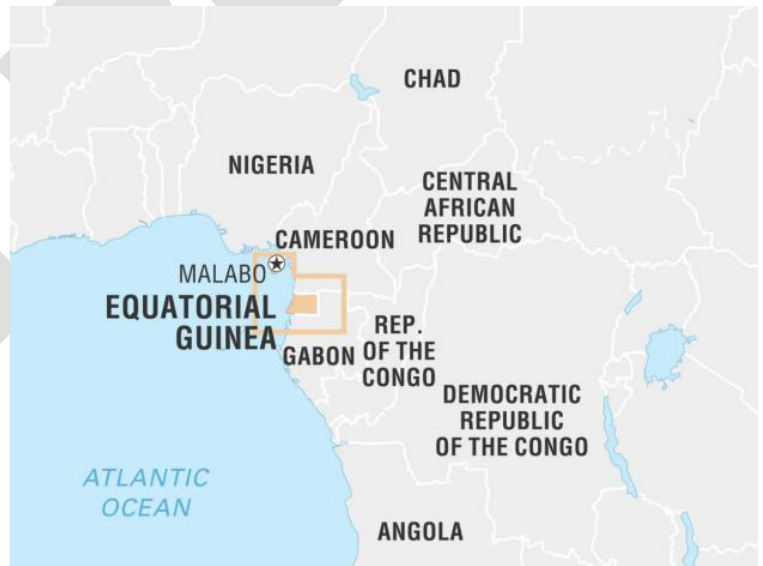 CHAD
NIGERIA
CENTRAL
AFRICAN
REPUBLIC
CAMEROON
MALABO
EQUATORIAL
GUINEA
GABON
REP.
OF THE
CONGO
DEMOCRATIC
REPUBLIC
OF THE CONGO
ATLANTIC
OCEAN
ANGOLA